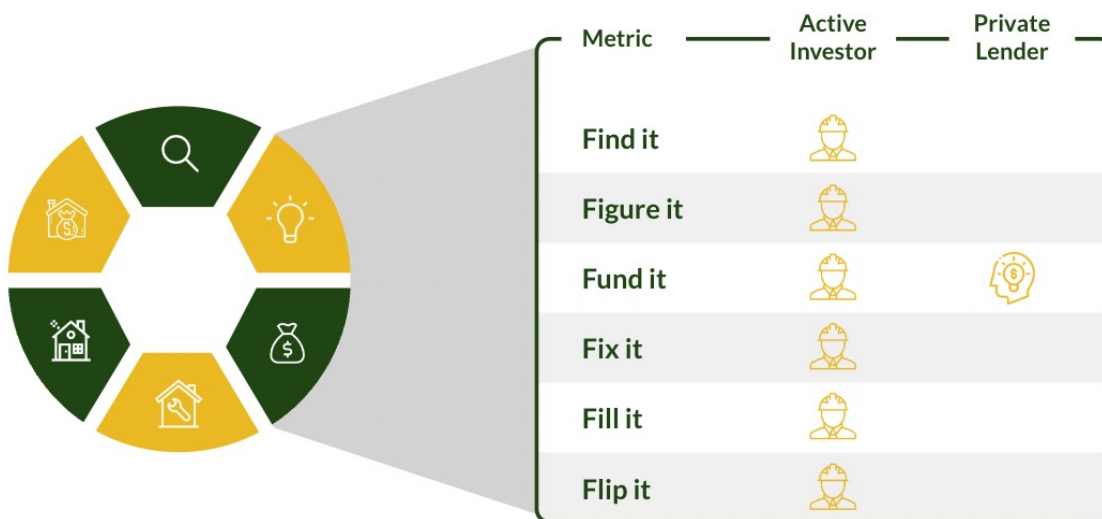 Metric
Active
Investor
Private
Lender
Find it
Figure it
Fund it
Fix it
Fill it
Flip it
$
$
$